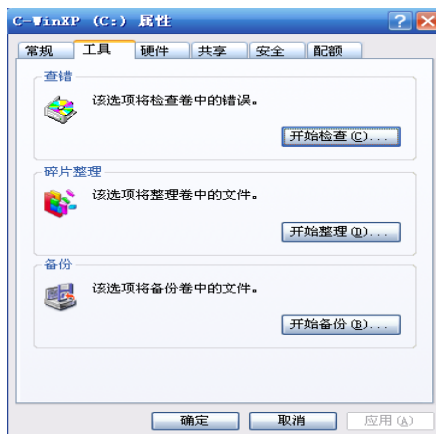 C-WinXP (C:) 属性
常规 工具 硬件 共享 安全 配额
查错
该选项将检查卷中的错误。
开始检查(C)...
碎片整理
该选项将整理卷中的文件。
开始整理(D)...
备份
该选项将备份卷中的文件。
开始备份(B)...
确定 取消 应用(A)